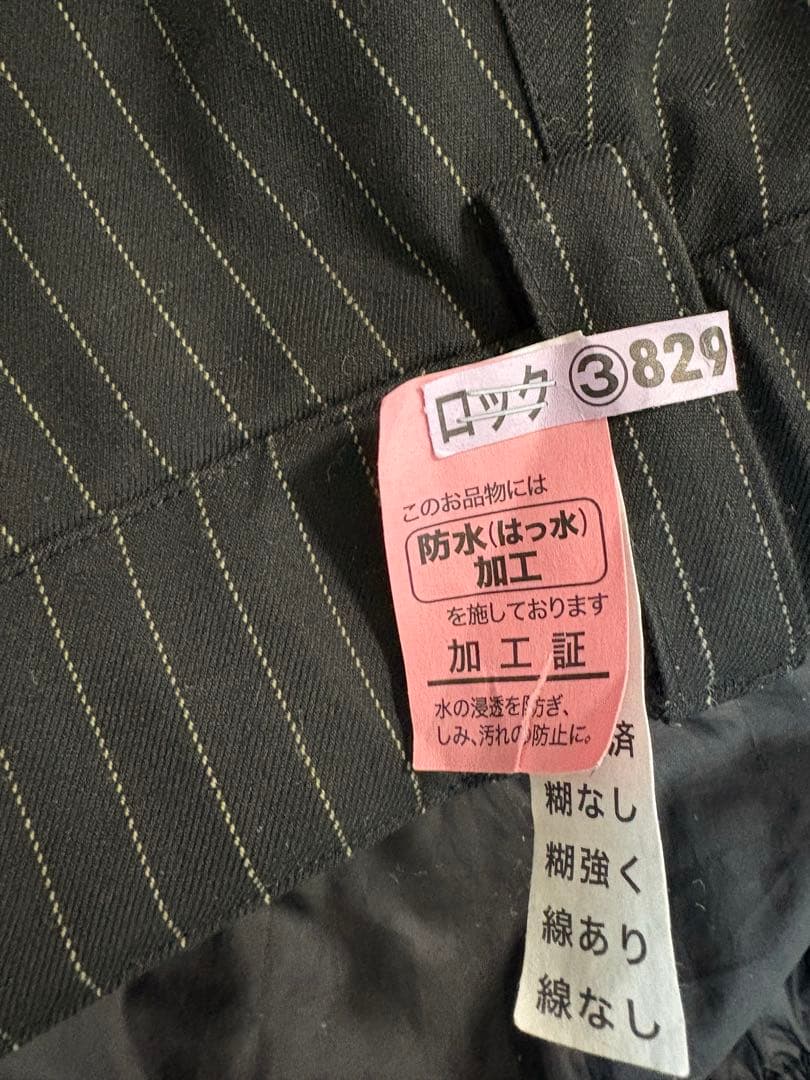 ロック ③829
このお品物には
防水(はっ水)
加工
を施しております
加工証
水の浸透を防ぎ、
しみ、汚れの防止に。
済
糊なし
糊強く
線あり
線なし